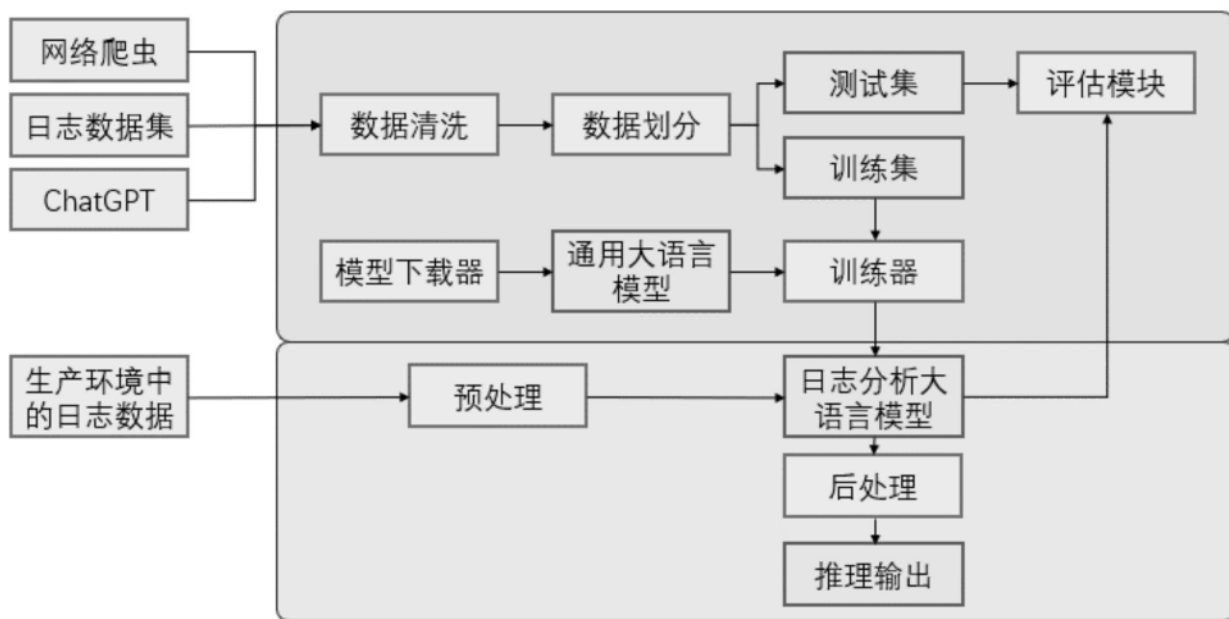 网络爬虫
日志数据集
ChatGPT
数据清洗
数据划分
测试集
评估模块
训练集
模型下载器
通用大语言
模型
训练器
生产环境中
的日志数据
预处理
日志分析大
语言模型
后处理
推理输出